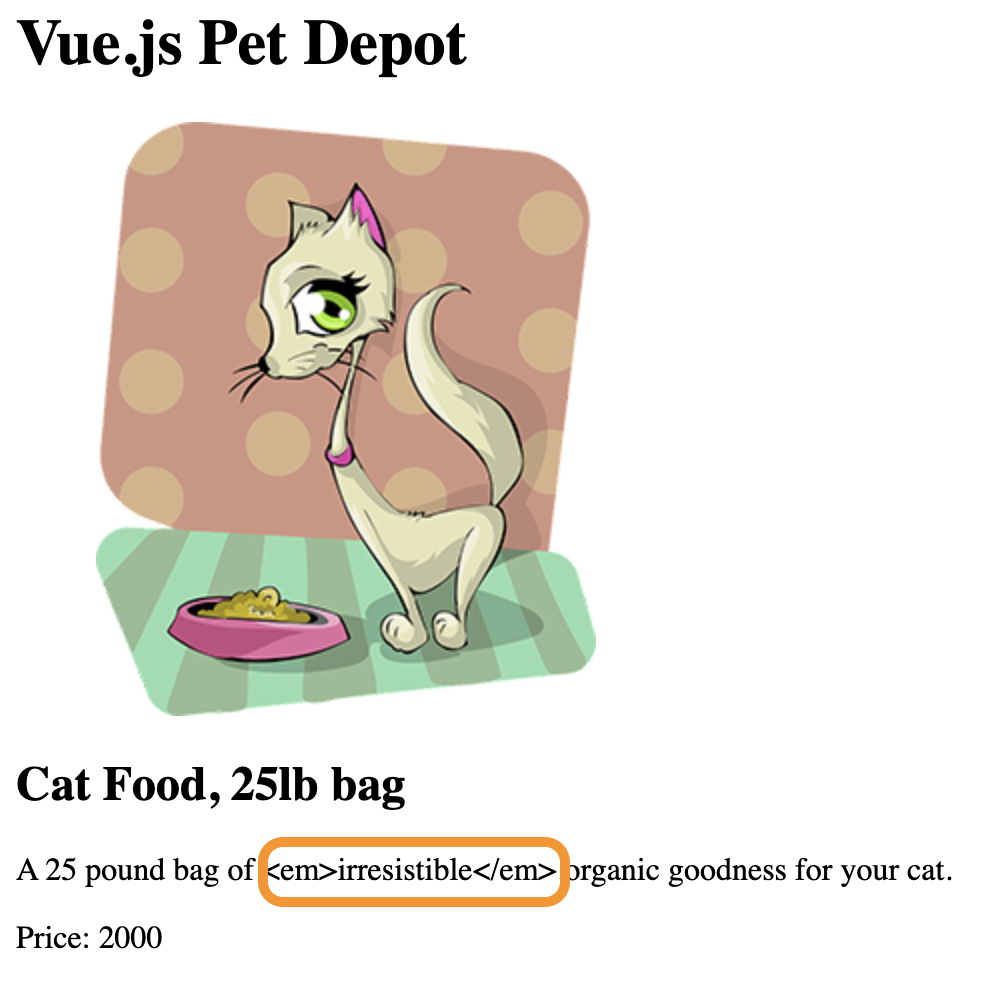 Vue.js Pet Depot
Cat Food, 25lb bag
A 25 pound bag of <em>irresistible</em> organic goodness for your cat.
Price: 2000